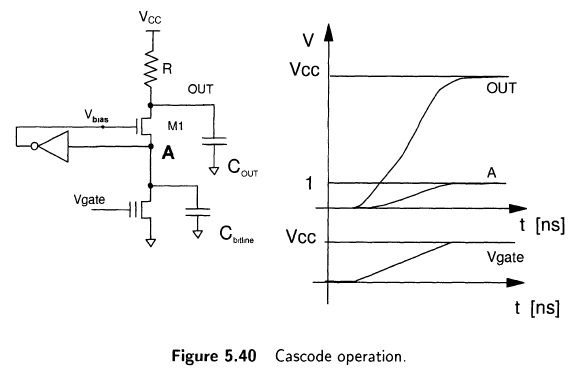 VCC
R
OUT
Vbias
M1
A
COUT
Vgate
Cbitline
V
VCC
OUT
1
A
t [ns]
VCC
Vgate
t [ns]
Figure 5.40 Cascode operation.